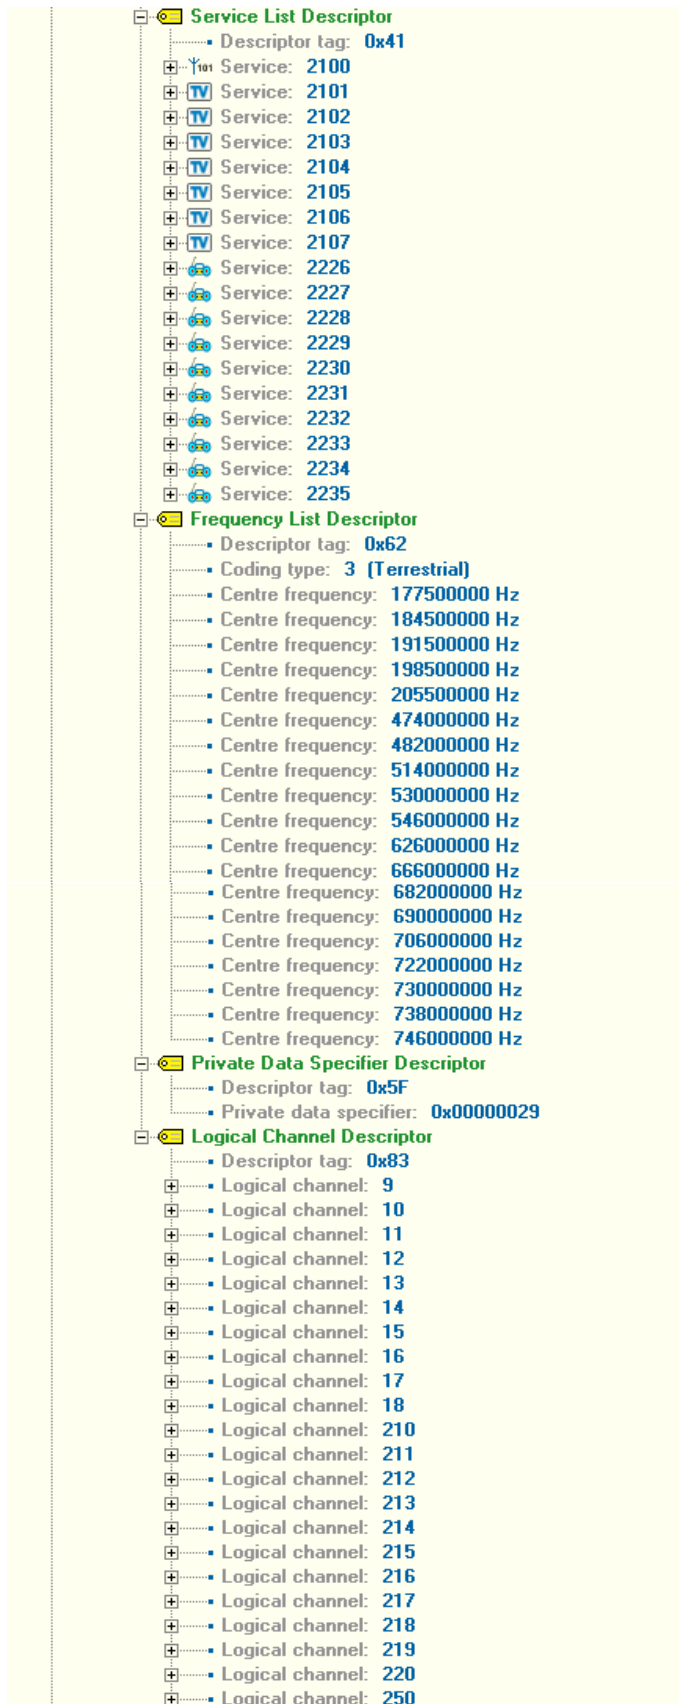 Service List Descriptor
Descriptor tag: 0x41
101 Service: 2100
TV Service: 2101
TV Service: 2102
TV Service: 2103
TV Service: 2104
TV Service: 2105
TV Service: 2106
TV Service: 2107
Service: 2226
Service: 2227
Service: 2228
Service: 2229
Service: 2230
Service: 2231
Service: 2232
Service: 2233
Service: 2234
Service: 2235
Frequency List Descriptor
Descriptor tag: 0x62
Coding type: 3 (Terrestrial)
Centre frequency: 177500000 Hz
Centre frequency: 184500000 Hz
Centre frequency: 191500000 Hz
Centre frequency: 198500000 Hz
Centre frequency: 205500000 Hz
Centre frequency: 474000000 Hz
Centre frequency: 482000000 Hz
Centre frequency: 514000000 Hz
Centre frequency: 530000000 Hz
Centre frequency: 546000000 Hz
Centre frequency: 626000000 Hz
Centre frequency: 666000000 Hz
Centre frequency: 682000000 Hz
Centre frequency: 690000000 Hz
Centre frequency: 706000000 Hz
Centre frequency: 722000000 Hz
Centre frequency: 730000000 Hz
Centre frequency: 738000000 Hz
Centre frequency: 746000000 Hz
Private Data Specifier Descriptor
Descriptor tag: 0x5F
Private data specifier: 0x00000029
Logical Channel Descriptor
Descriptor tag: 0x83
Logical channel: 9
Logical channel: 10
Logical channel: 11
Logical channel: 12
Logical channel: 13
Logical channel: 14
Logical channel: 15
Logical channel: 16
Logical channel: 17
Logical channel: 18
Logical channel: 210
Logical channel: 211
Logical channel: 212
Logical channel: 213
Logical channel: 214
Logical channel: 215
Logical channel: 216
Logical channel: 217
Logical channel: 218
Logical channel: 219
Logical channel: 220
Logical channel: 250